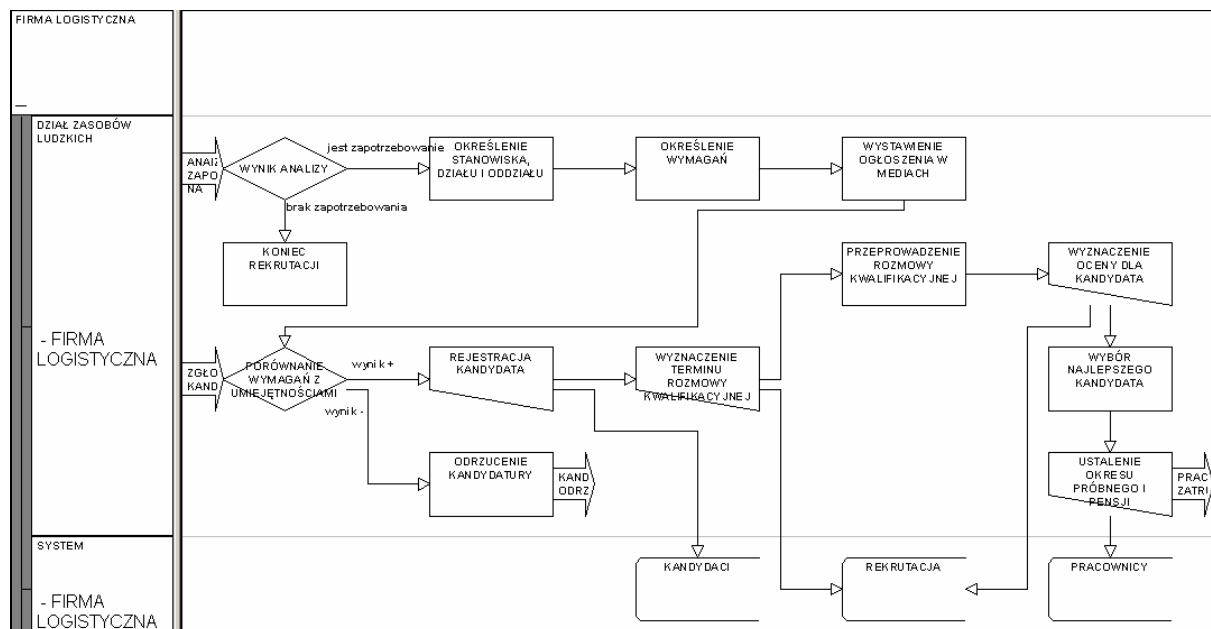 FIRMA LOGISTYCZNA
DZIAŁ ZASOBÓW
LUDZKICH
- FIRMA
LOGISTYCZNA
ZAPO
NA
WYNIK ANALIZY
jest zapotrzebowanie
brak zapotrzebowania
OKREŚLENIE
STANOWISKA,
DZIAŁU I ODDZIAŁU
OKREŚLENIE
WYMAGAŃ
WYSTAWIENIE
OGŁOSZENIA W
MEDIACH
KONIEC
REKRUTACJI
PRZEPROWADZENIE
ROZMOWY
KWALIFIKACYJNEJ
WYZNACZENIE
OCENY DLA
KANDYDATA
ZGŁO
KAND
PORÓWNANIE
WYMAGAŃ Z
UMIEJĘTNOŚCIAMI
wynik +
wynik -
REJESTRACJA
KANDYDATA
WYZNACZENIE
TERMINU
ROZMOWY
KWALIFIKACYJNEJ
WYBÓR
NAJLEPSZEGO
KANDYDATA
ODRZUCENIE
KANDYDATURY
KAND
ODRZ
USTALENIE
OKRESU
PRÓBNEGO I
PENSJI
PRAC
ZATRU
SYSTEM
- FIRMA
LOGISTYCZNA
KANDYDACI
REKRUTACJA
PRACOWNICY